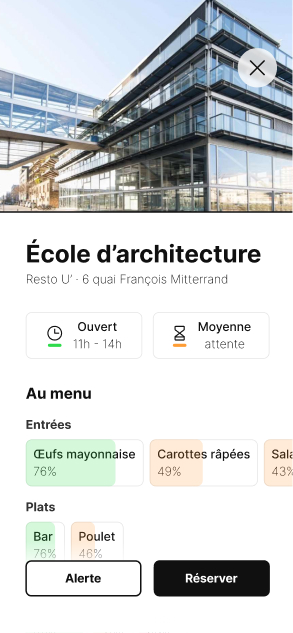 École d’architecture
Resto U’ · 6 quai François Mitterrand
Ouvert
11h - 14h
Moyenne
attente
Au menu
Entrées
Œufs mayonnaise
76%
Carottes râpées
49%
43%
Plats
Bar
76%
Poulet
46%
Alerte
Réserver